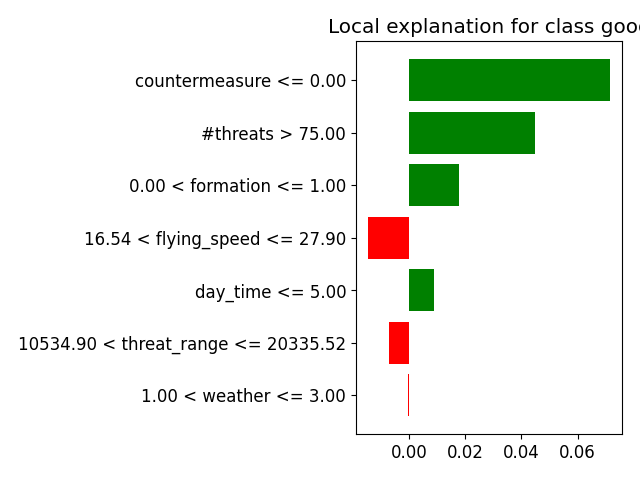 Local explanation for class goo
countermeasure <= 0.00
#threats > 75.00
0.00 < formation <= 1.00
16.54 < flying_speed <= 27.90
day_time <= 5.00
10534.90 < threat_range <= 20335.52
1.00 < weather <= 3.00
0.00 0.02 0.04 0.06